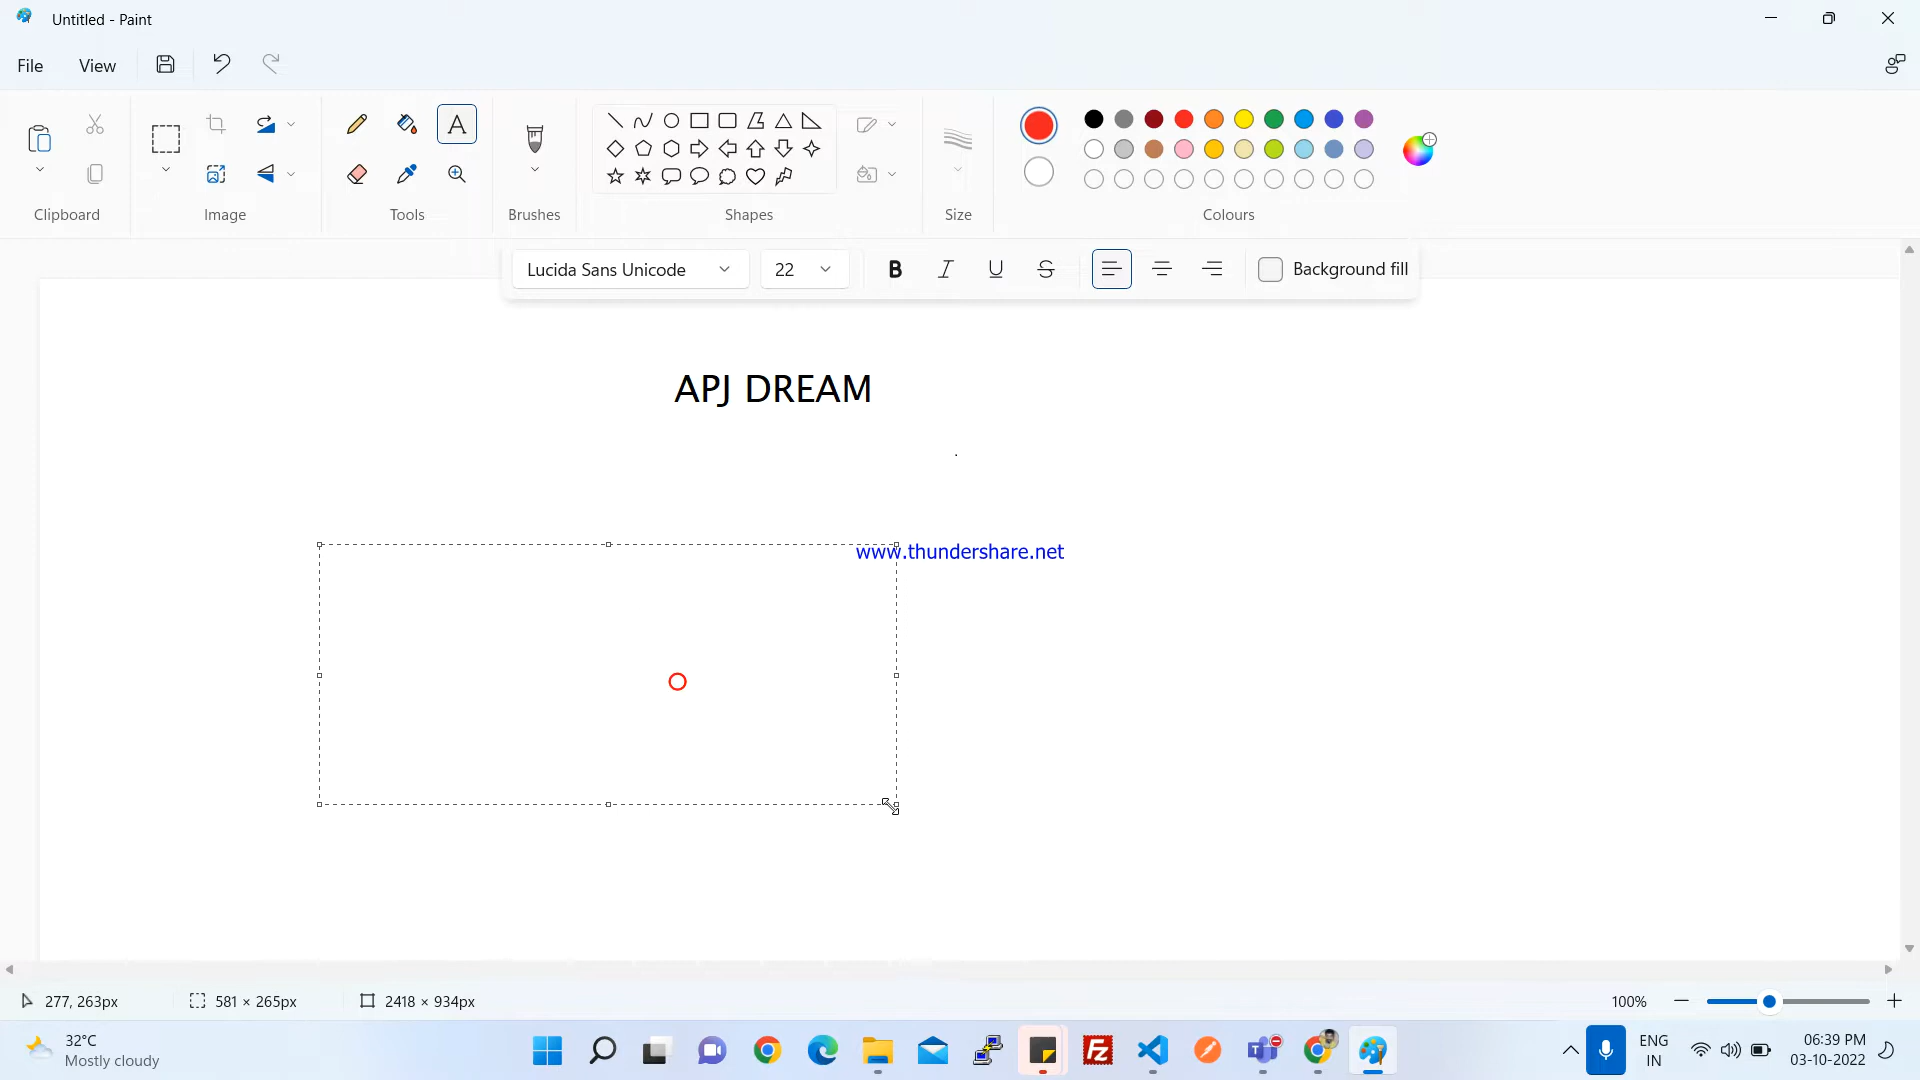 Untitled - Paint
File View
Clipboard
Image
Tools
Brushes
Shapes
Size
Colours
Lucida Sans Unicode 22 B I U S Background fill
APJ DREAM
www.thundershare.net
277, 263px 581 × 265px 2418 × 934px 100%
32°C
Mostly cloudy
ENG
IN
06:39 PM
03-10-2022